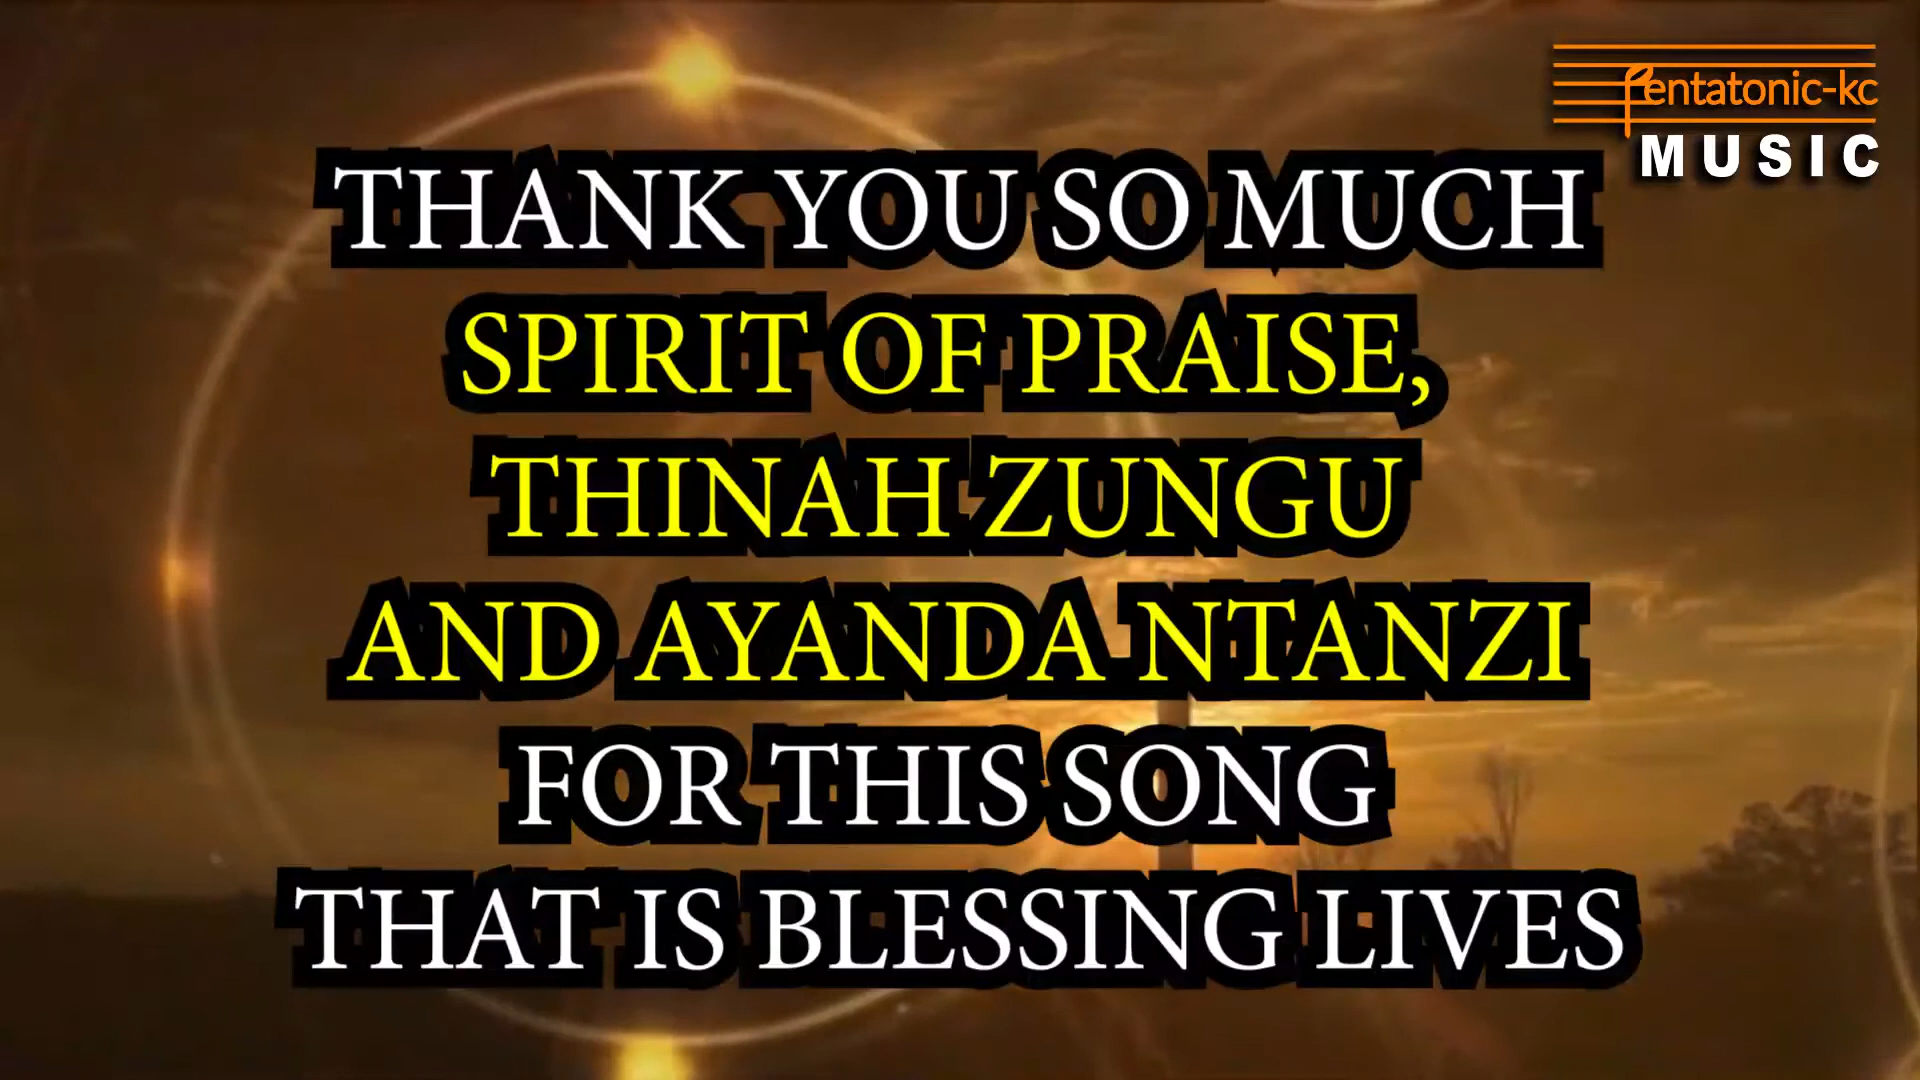 Pentatonic-kc
MUSIC
THANK YOU SO MUCH
SPIRIT OF PRAISE,
THINAH ZUNGU
AND AYANDA NTANZI
FOR THIS SONG
THAT IS BLESSING LIVES